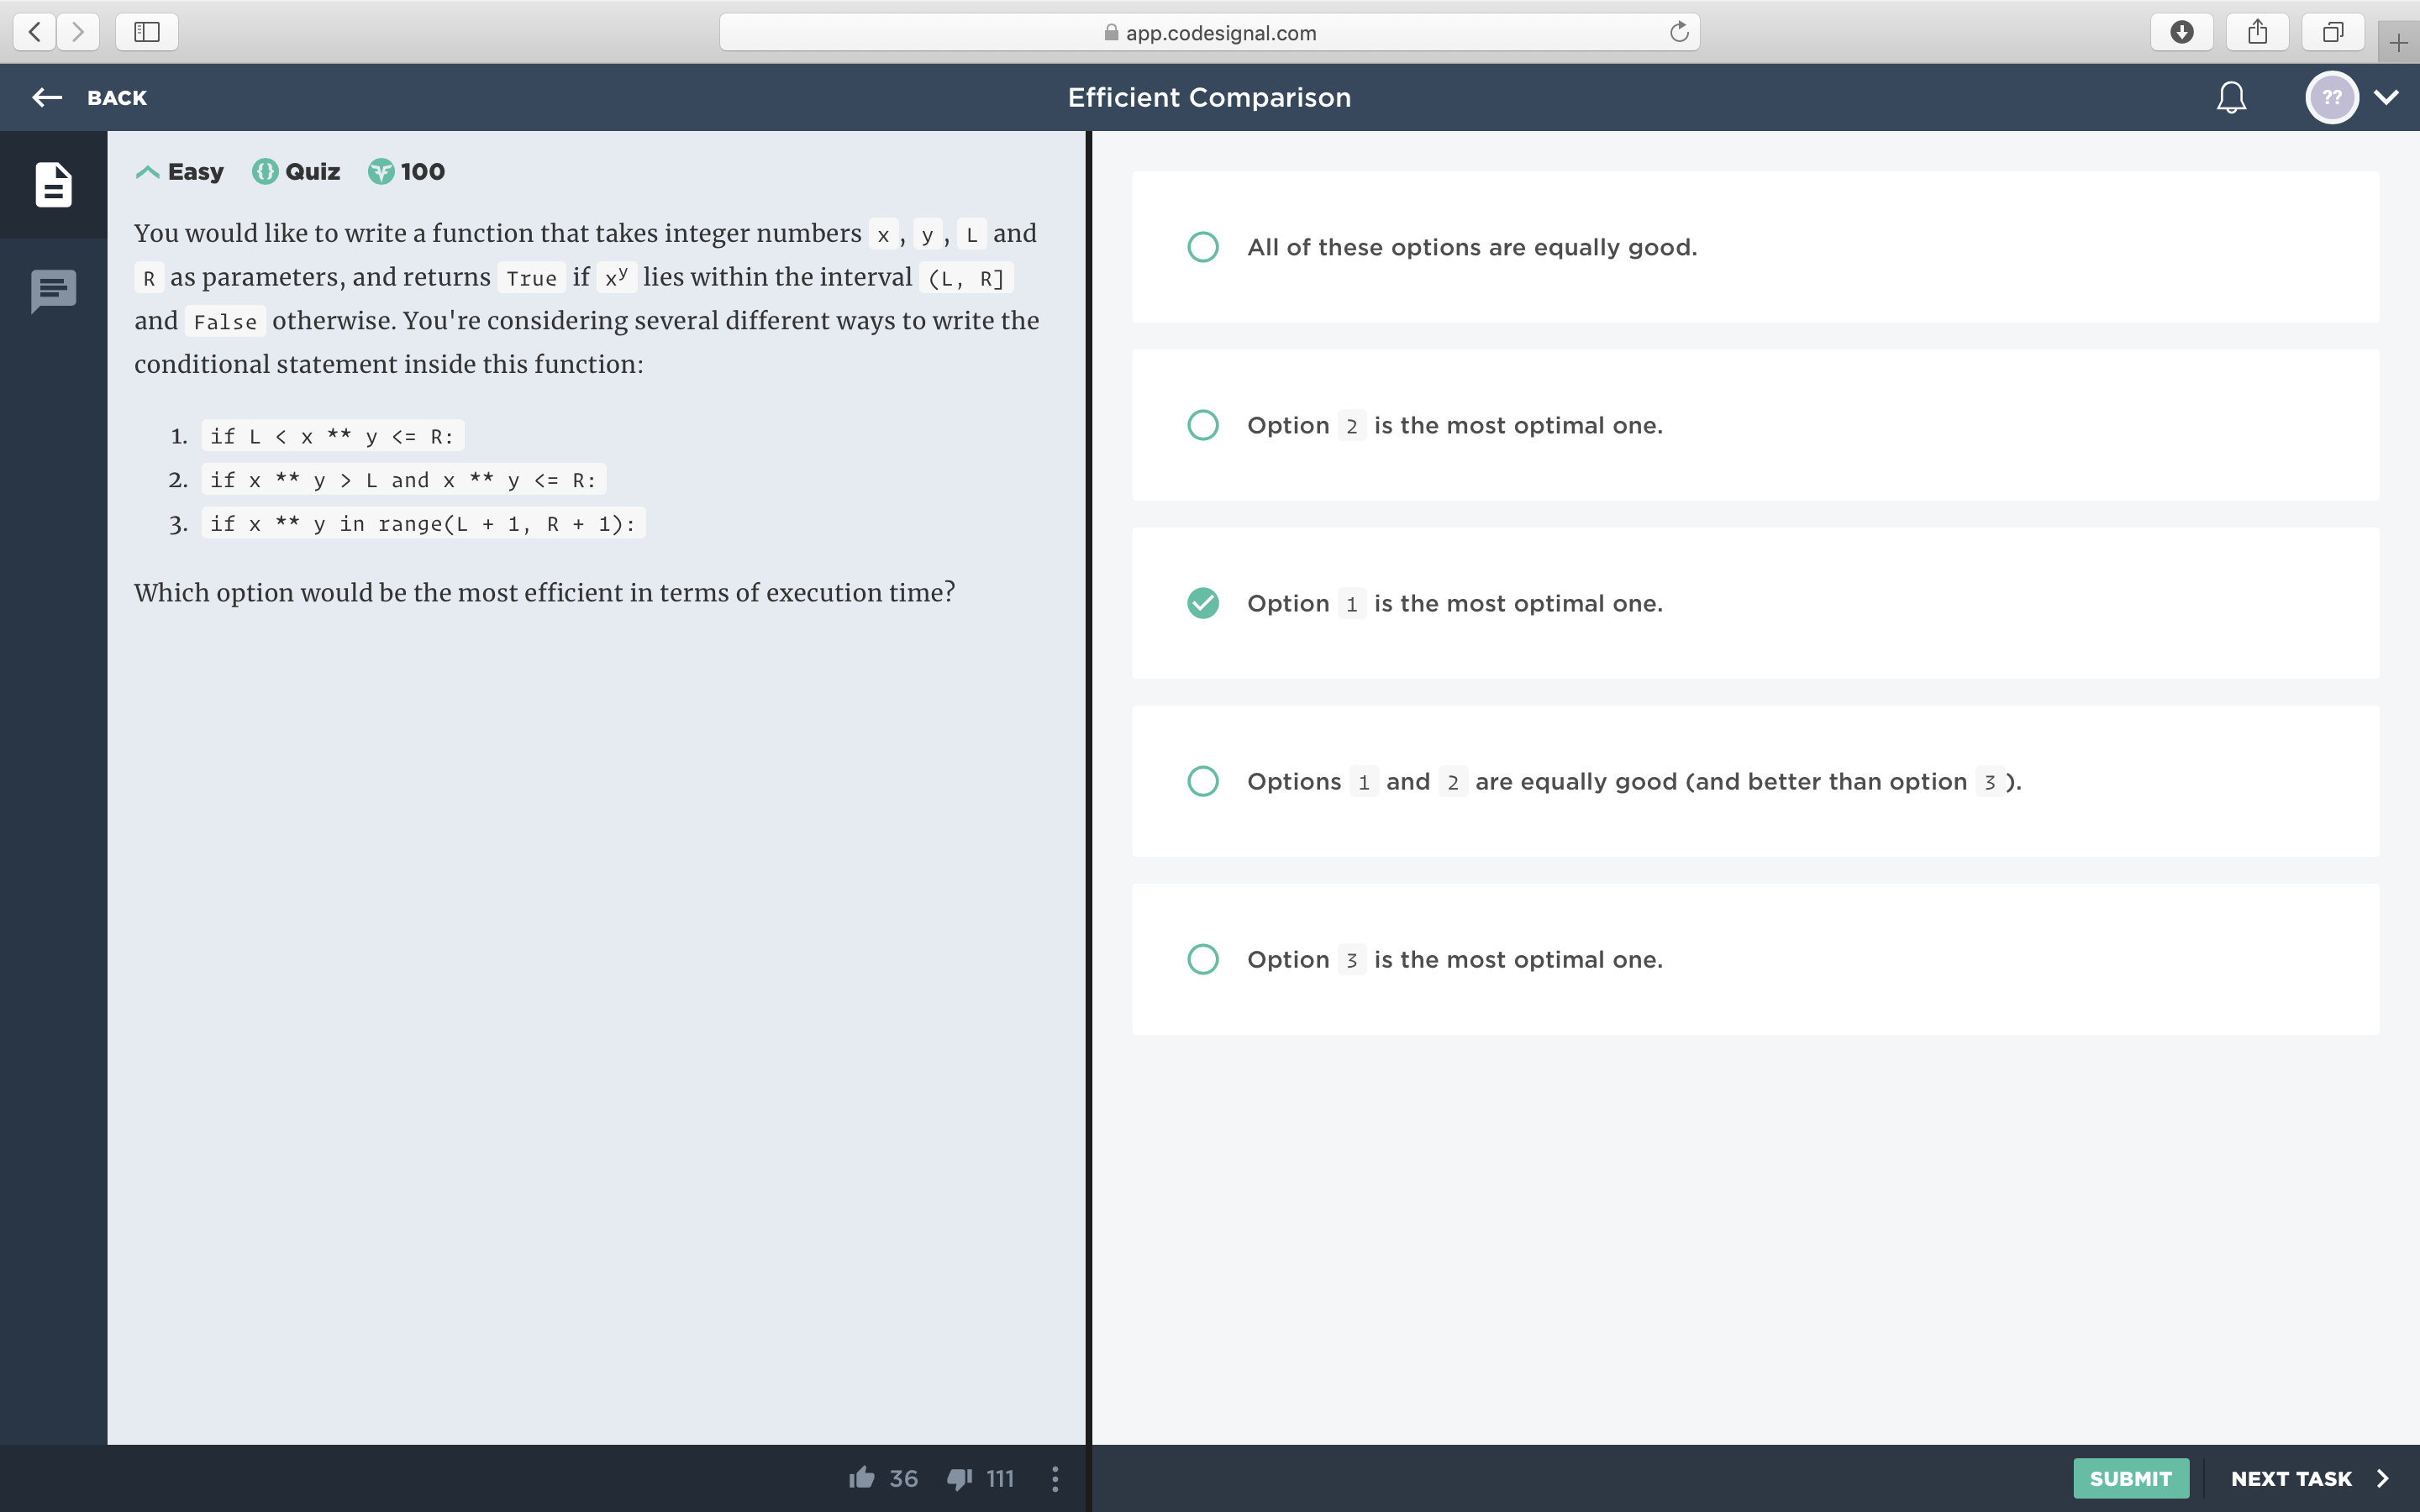 app.codesignal.com
BACK
Efficient Comparison
??
Easy Quiz 100
You would like to write a function that takes integer numbers x , y , L and
R as parameters, and returns True if xʸ lies within the interval (L, R]
and False otherwise. You're considering several different ways to write the
conditional statement inside this function:
1. if L < x ** y <= R:
2. if x ** y > L and x ** y <= R:
3. if x ** y in range(L + 1, R + 1):
Which option would be the most efficient in terms of execution time?
All of these options are equally good.
Option 2 is the most optimal one.
Option 1 is the most optimal one.
Options 1 and 2 are equally good (and better than option 3 ).
Option 3 is the most optimal one.
36 111
SUBMIT
NEXT TASK